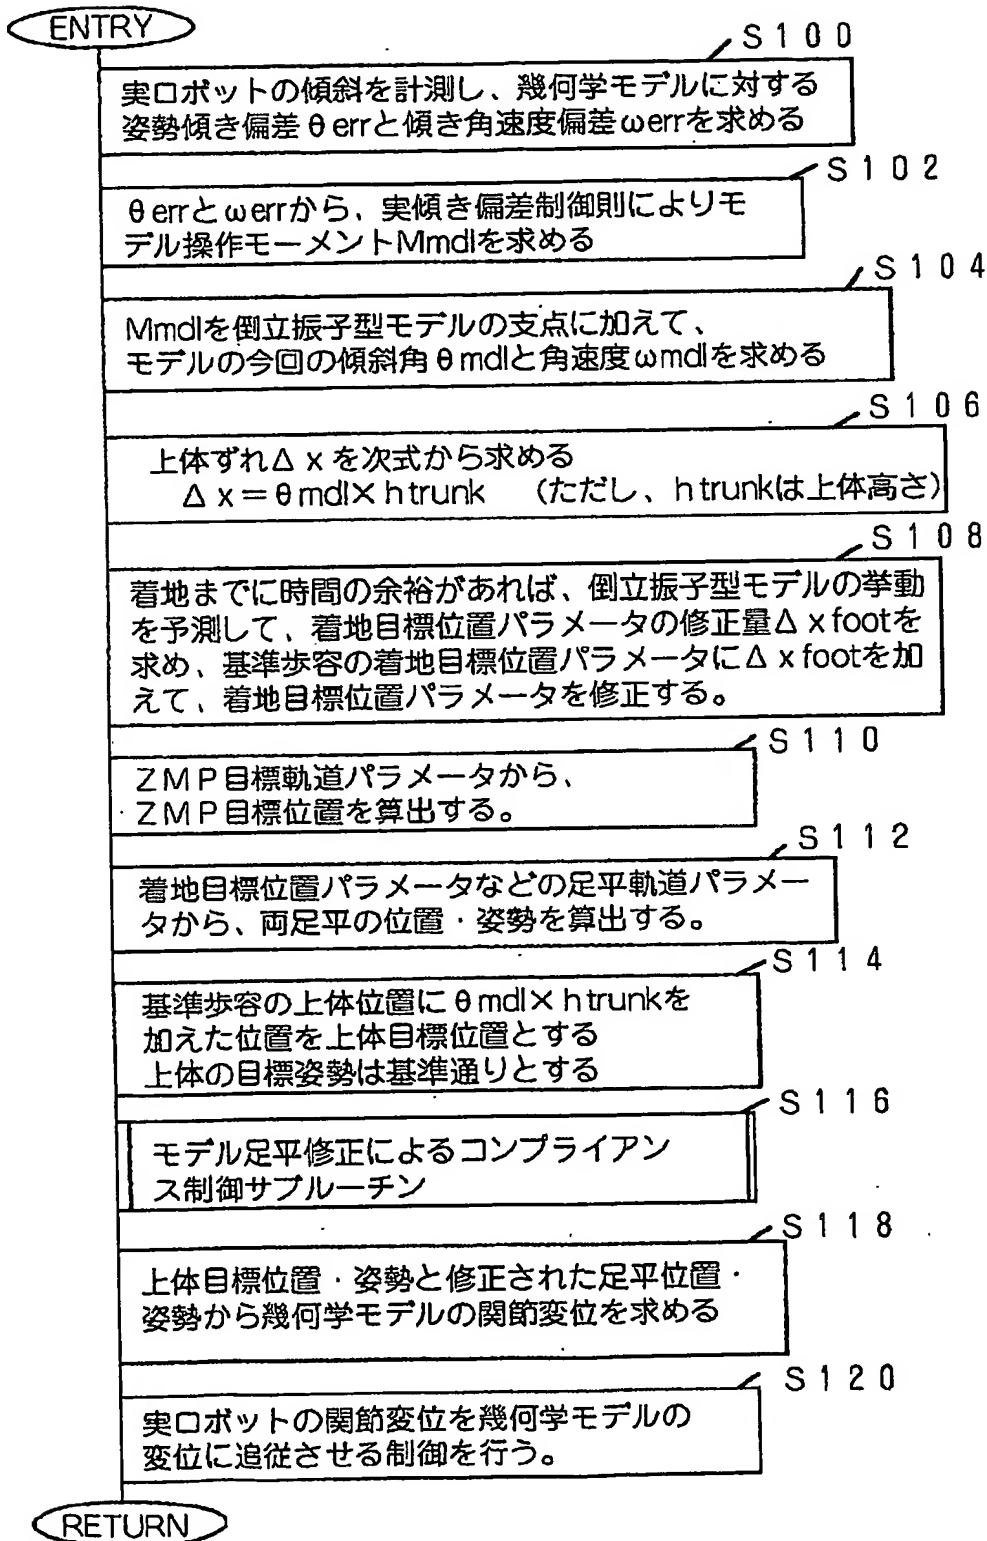 ENTRY
S100
実ロボットの傾斜を計測し、幾何学モデルに対する
姿勢傾き偏差θerrと傾き角速度偏差ωerrを求める
S102
θerrとωerrから、実傾き偏差制御則によりモ
デル操作モーメントMmdlを求める
S104
Mmdlを倒立振子型モデルの支点に加えて、
モデルの今回の傾斜角θmdlと角速度ωmdlを求める
S106
上体ずれΔxを次式から求める
Δx=θmdl×htrunk (ただし、htrunkは上体高さ)
S108
着地までに時間の余裕があれば、倒立振子型モデルの挙動
を予測して、着地目標位置パラメータの修正量Δxfootを
求め、基準歩容の着地目標位置パラメータにΔxfootを加
えて、着地目標位置パラメータを修正する。
S110
ZMP目標軌道パラメータから、
ZMP目標位置を算出する。
S112
着地目標位置パラメータなどの足平軌道パラメー
タから、両足平の位置・姿勢を算出する。
S114
基準歩容の上体位置にθmdl×htrunkを
加えた位置を上体目標位置とする
上体の目標姿勢は基準通りとする
S116
モデル足平修正によるコンプライアン
ス制御サブルーチン
S118
上体目標位置・姿勢と修正された足平位置・
姿勢から幾何学モデルの関節変位を求める
S120
実ロボットの関節変位を幾何学モデルの
変位に追従させる制御を行う。
RETURN